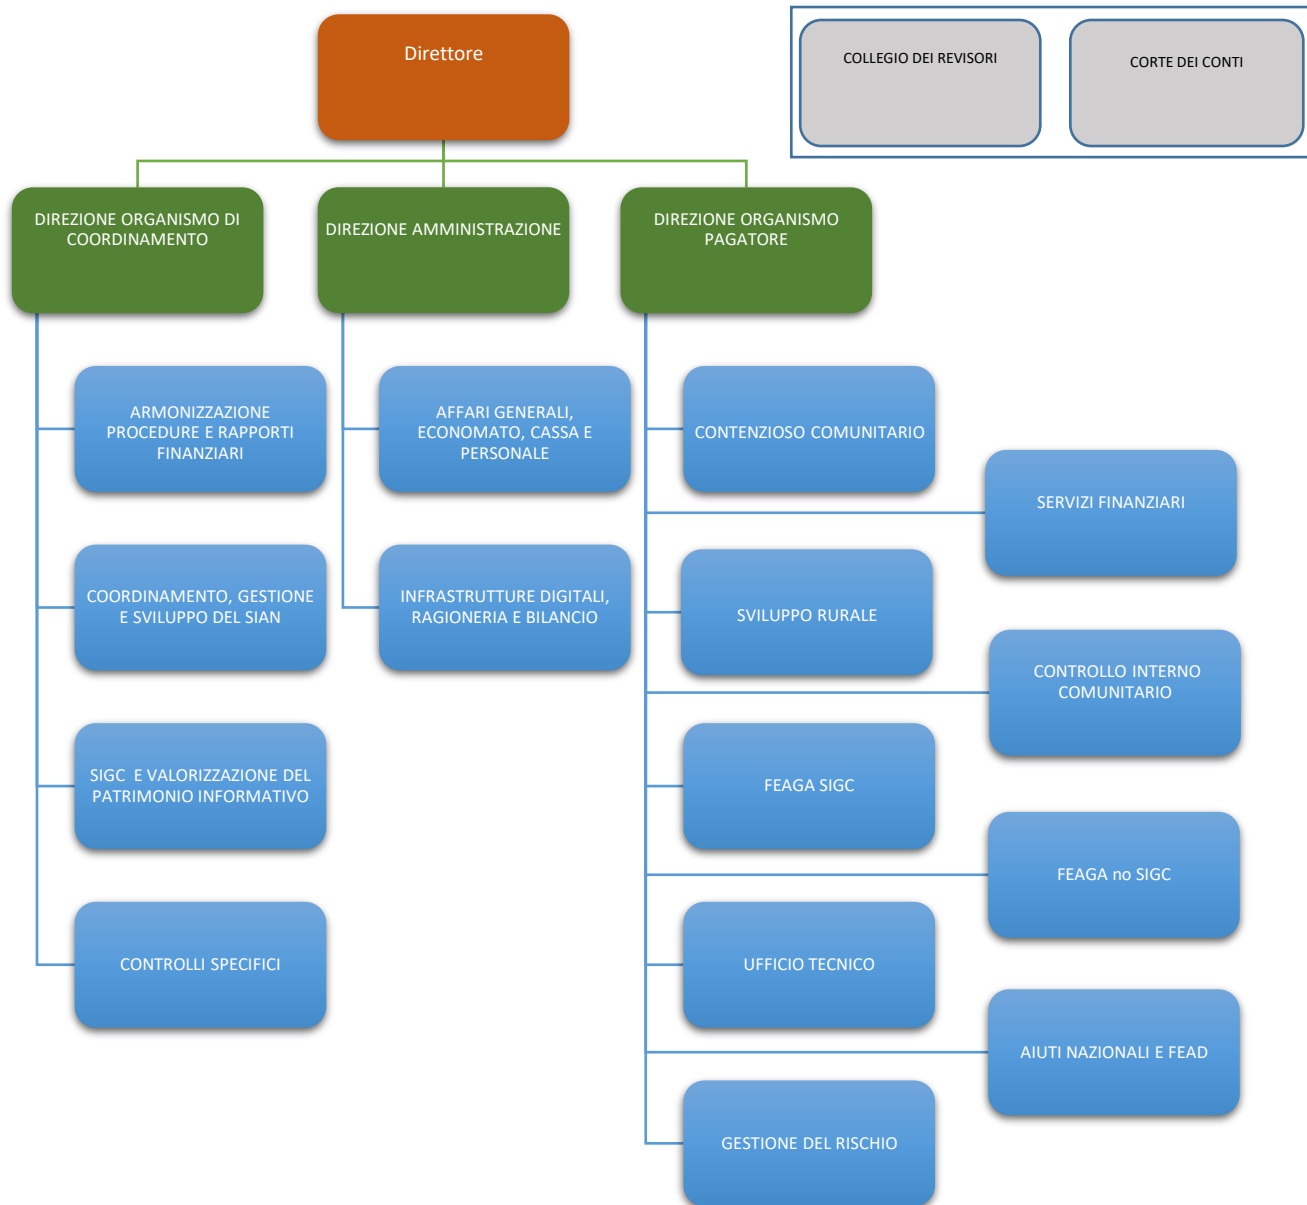 Direttore
COLLEGIO DEI REVISORI
CORTE DEI CONTI
DIREZIONE ORGANISMO DI
COORDINAMENTO
DIREZIONE AMMINISTRAZIONE
DIREZIONE ORGANISMO
PAGATORE
ARMONIZZAZIONE
PROCEDURE E RAPPORTI
FINANZIARI
AFFARI GENERALI,
ECONOMATO, CASSA E
PERSONALE
CONTENZIOSO COMUNITARIO
SERVIZI FINANZIARI
COORDINAMENTO, GESTIONE
E SVILUPPO DEL SIAN
INFRASTRUTTURE DIGITALI,
RAGIONERIA E BILANCIO
SVILUPPO RURALE
CONTROLLO INTERNO
COMUNITARIO
SIGC E VALORIZZAZIONE DEL
PATRIMONIO INFORMATIVO
FEAGA SIGC
FEAGA no SIGC
CONTROLLI SPECIFICI
UFFICIO TECNICO
AIUTI NAZIONALI E FEAD
GESTIONE DEL RISCHIO